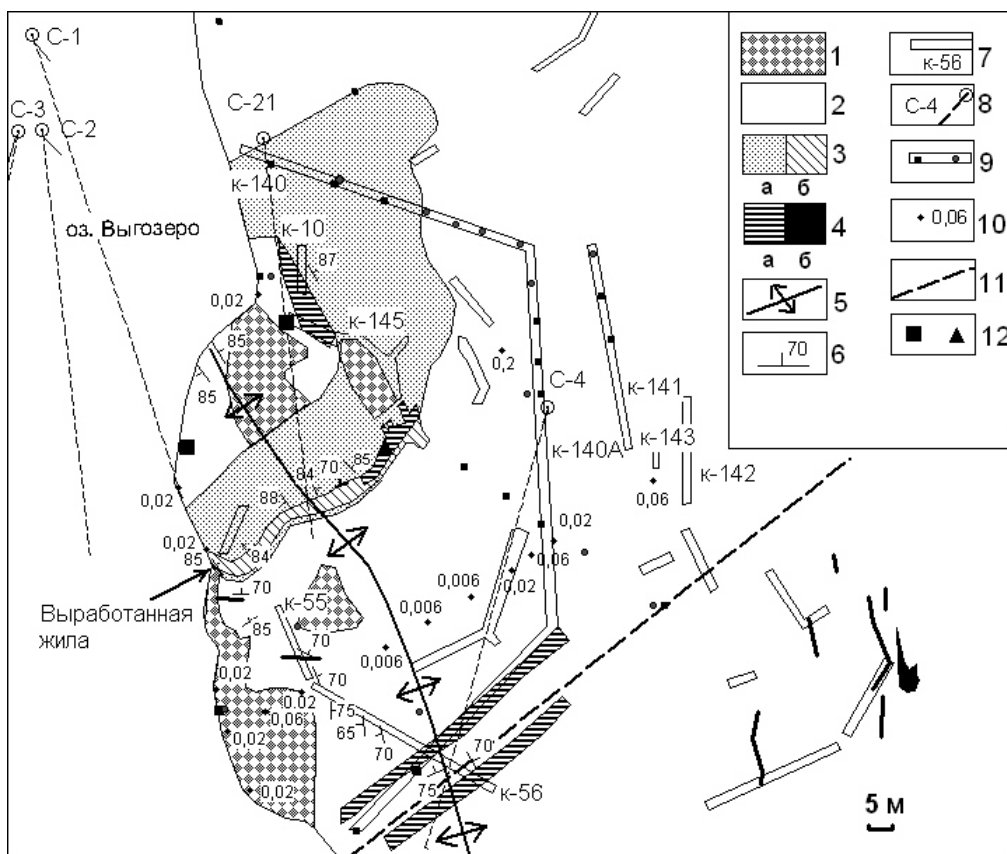 С-1
С-3
С-2
С-21
к-140
к-10
87
оз. Выгозеро
0,02
к-145
85
85
0,2
С-4
к-141
к-140А
к-143
к-142
84
70
85
88
0,02
0,06
0,02
0,02
84
85
0,06
0,02
70
Выработанная
жила
к-55
0,006
0,006
85
70
0,006
70
0,02
0,02
0,06
0,02
75
65
70
70
75
к-56
0,02
5 м
1
2
3
а б
4
а б
5
70
6
к-56
7
С-4
8
9
0,06
10
11
12